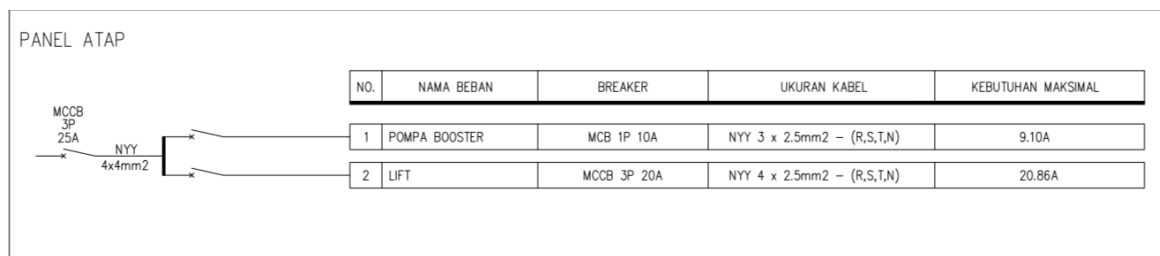 PANEL ATAP
NO. NAMA BEBAN BREAKER UKURAN KABEL KEBUTUHAN MAKSIMAL
MCCB
3P
25A
NYY
4x4mm2
1 POMPA BOOSTER MCB 1P 10A NYY 3 x 2.5mm2 – (R,S,T,N) 9.10A
2 LIFT MCCB 3P 20A NYY 4 x 2.5mm2 – (R,S,T,N) 20.86A